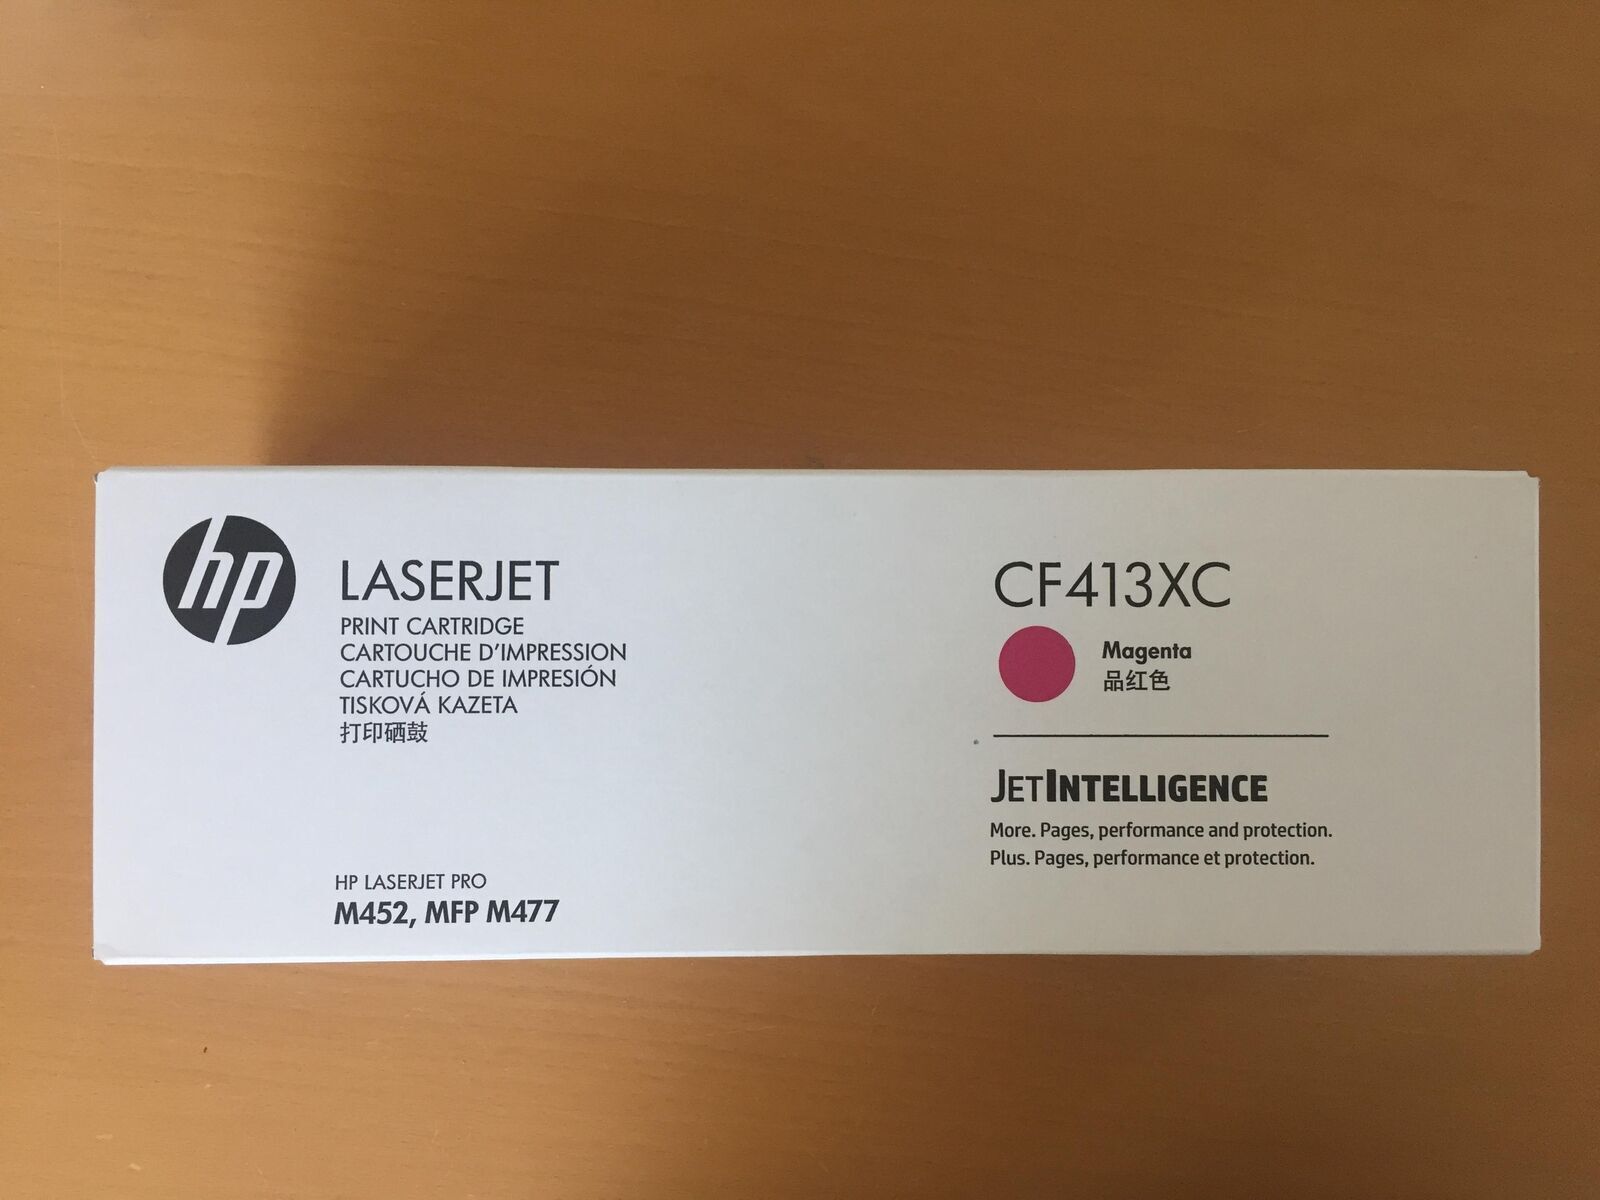 hp
LASERJET
PRINT CARTRIDGE
CARTOUCHE D'IMPRESSION
CARTUCHO DE IMPRESIÓN
TISKOVÁ KAZETA
打印硒鼓
HP LASERJET PRO
M452, MFP M477
CF413XC
Magenta
品红色
JETINTELLIGENCE
More. Pages, performance and protection.
Plus. Pages, performance et protection.